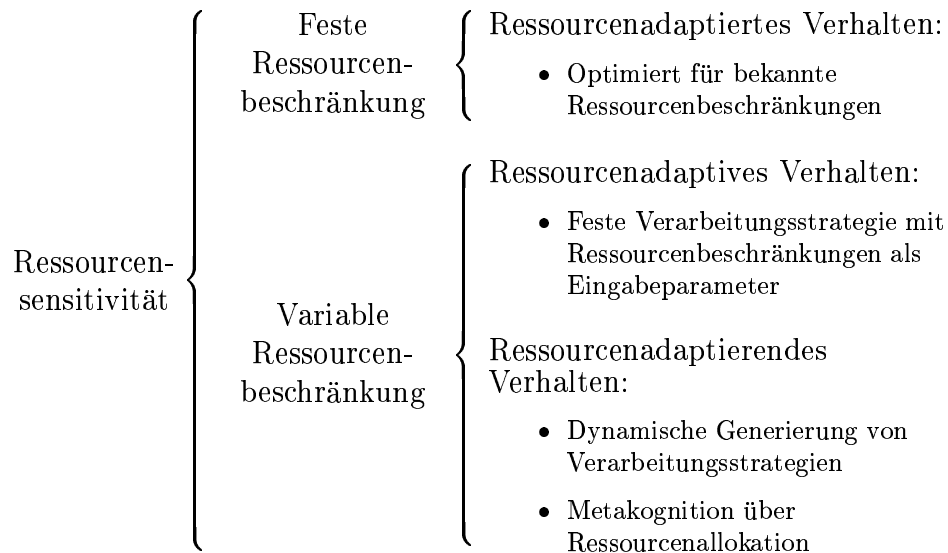 Ressourcen-
sensitivität
Feste
Ressourcen-
beschränkung
Ressourcenadaptiertes Verhalten:
• Optimiert für bekannte
Ressourcenbeschränkungen
Variable
Ressourcen-
beschränkung
Ressourcenadaptives Verhalten:
• Feste Verarbeitungsstrategie mit
Ressourcenbeschränkungen als
Eingabeparameter
Ressourcenadaptierendes
Verhalten:
• Dynamische Generierung von
Verarbeitungsstrategien
• Metakognition über
Ressourcenallokation